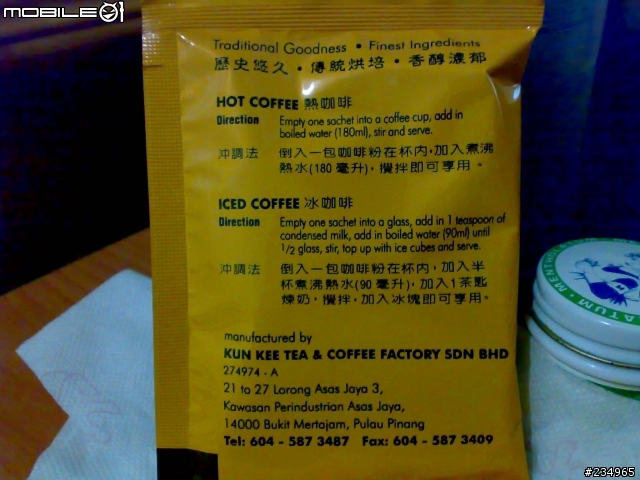 MOBILE01
Traditional Goodness • Finest Ingredients
歷史悠久 • 傳統烘培 • 香醇濃郁
HOT COFFEE 熱咖啡
Direction Empty one sachet into a coffee cup, add in
boiled water (180ml), stir and serve.
沖調法 倒入一包咖啡粉在杯内,加入煮沸
熱水(180 毫升),攪拌即可享用。
ICED COFFEE 冰咖啡
Direction Empty one sachet into a glass, add in 1 teaspoon of
condensed milk, add in boiled water (90ml) until
1/2 glass, stir, top up with ice cubes and serve.
沖調法 倒入一包咖啡粉在杯内, 加入半
杯煮沸熱水(90 毫升), 加入1茶匙
煉奶, 攪拌, 加入冰塊即可享用。
manufactured by
KUN KEE TEA & COFFEE FACTORY SDN BHD
274974 - A
21 to 27 Lorong Asas Jaya 3,
Kawasan Perindustrian Asas Jaya,
14000 Bukit Mertajam, Pulau Pinang
Tel: 604 - 587 3487 Fax: 604 - 587 3409
MENTHO
ATUM
#234965